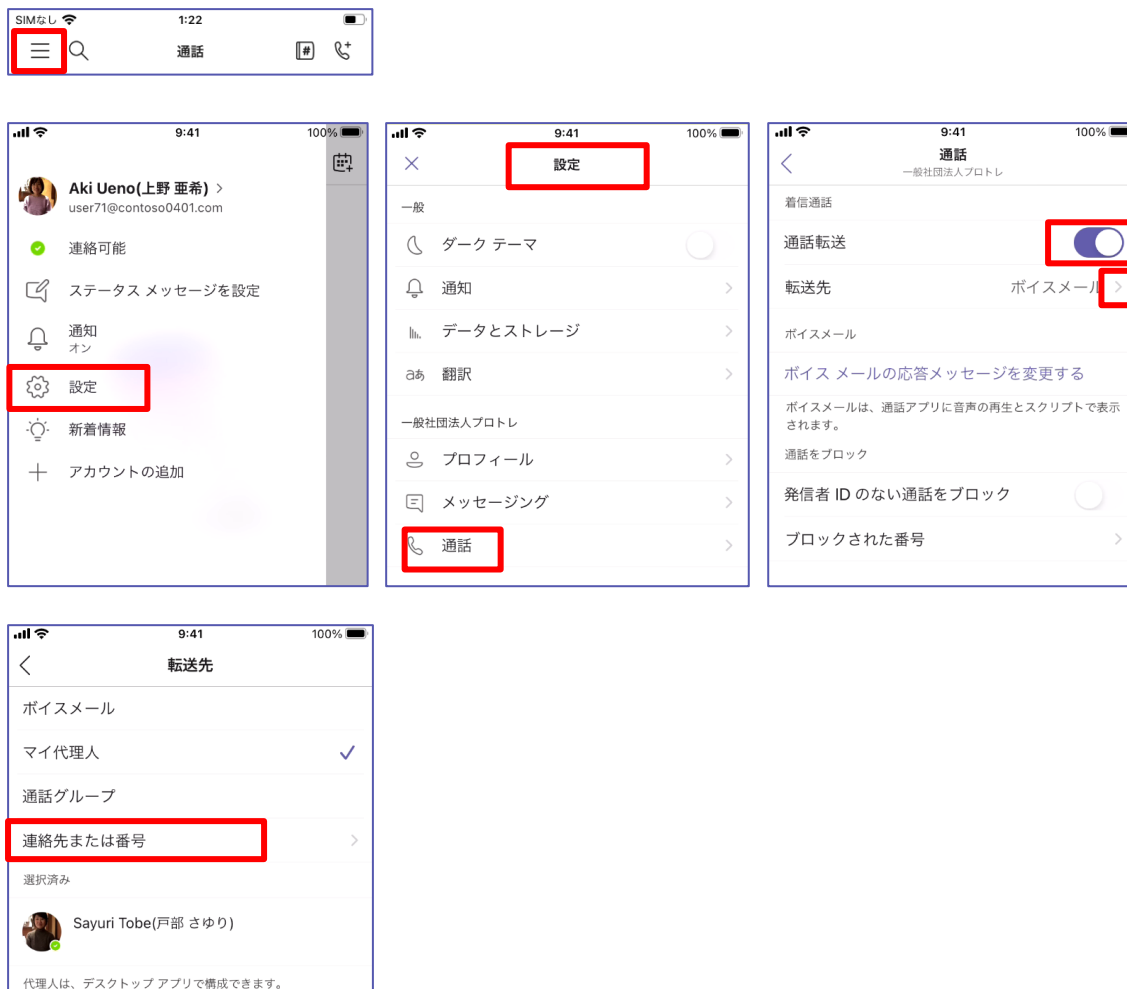 SIMなし 1:22
通話
#
9:41 100%
Aki Ueno(上野 亜希)
user71@contoso0401.com
連絡可能
ステータス メッセージを設定
通知
オン
設定
新着情報
アカウントの追加
9:41 100%
設定
一般
ダーク テーマ
通知
データとストレージ
aあ 翻訳
一般社団法人プロトレ
プロフィール
メッセージング
通話
9:41 100%
通話
一般社団法人プロトレ
着信通話
通話転送
転送先 ボイスメール
ボイスメール
ボイス メールの応答メッセージを変更する
ボイスメールは、通話アプリに音声の再生とスクリプトで表示
されます。
通話をブロック
発信者 ID のない通話をブロック
ブロックされた番号
9:41 100%
転送先
ボイスメール
マイ代理人
通話グループ
連絡先または番号
選択済み
Sayuri Tobe(戸部 さゆり)
代理人は、デスクトップ アプリで構成できます。